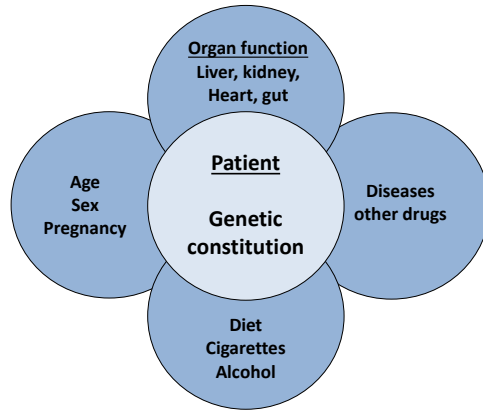 Organ function
Liver, kidney,
Heart, gut
Patient
Genetic
constitution
Age
Sex
Pregnancy
Diseases
other drugs
Diet
Cigarettes
Alcohol